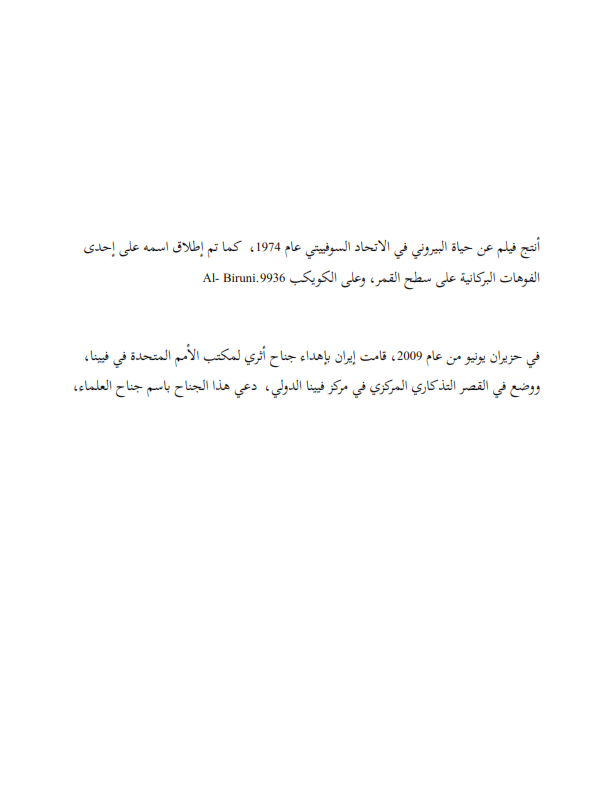 أنتج فيلم عن حياة البيروني في الاتحاد السوفييتي عام 1974، كما تم إطلاق اسمه على إحدى
الفوهات البركانية على سطح القمر، وعلى الكويكب 9936.Al- Biruni
في حزيران يونيو من عام 2009، قامت إيران بإهداء جناح أثري لمكتب الأمم المتحدة في فيينا،
ووضع في القصر التذكاري المركزي في مركز فيينا الدولي، دعي هذا الجناح باسم جناح العلماء،